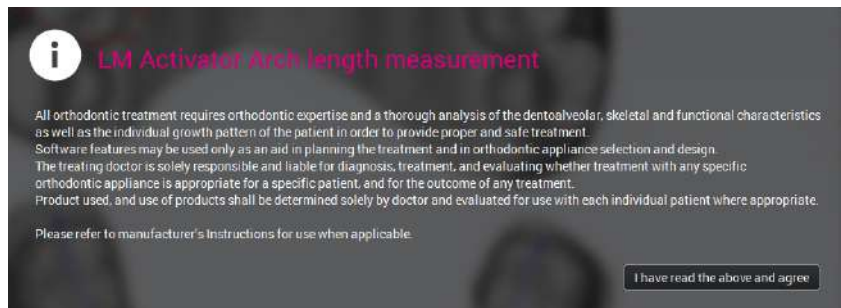 i
LM Activator Arch length measurement
All orthodontic treatment requires orthodontic expertise and a thorough analysis of the dentoalveolar, skeletal and functional characteristics
as well as the individual growth pattern of the patient in order to provide proper and safe treatment.
Software features may be used only as an aid in planning the treatment and in orthodontic appliance selection and design.
The treating doctor is solely responsible and liable for diagnosis, treatment, and evaluating whether treatment with any specific
orthodontic appliance is appropriate for a specific patient, and for the outcome of any treatment.
Product used, and use of products shall be determined solely by doctor and evaluated for use with each individual patient where appropriate.
Please refer to manufacturer's Instructions for use when applicable.
I have read the above and agree